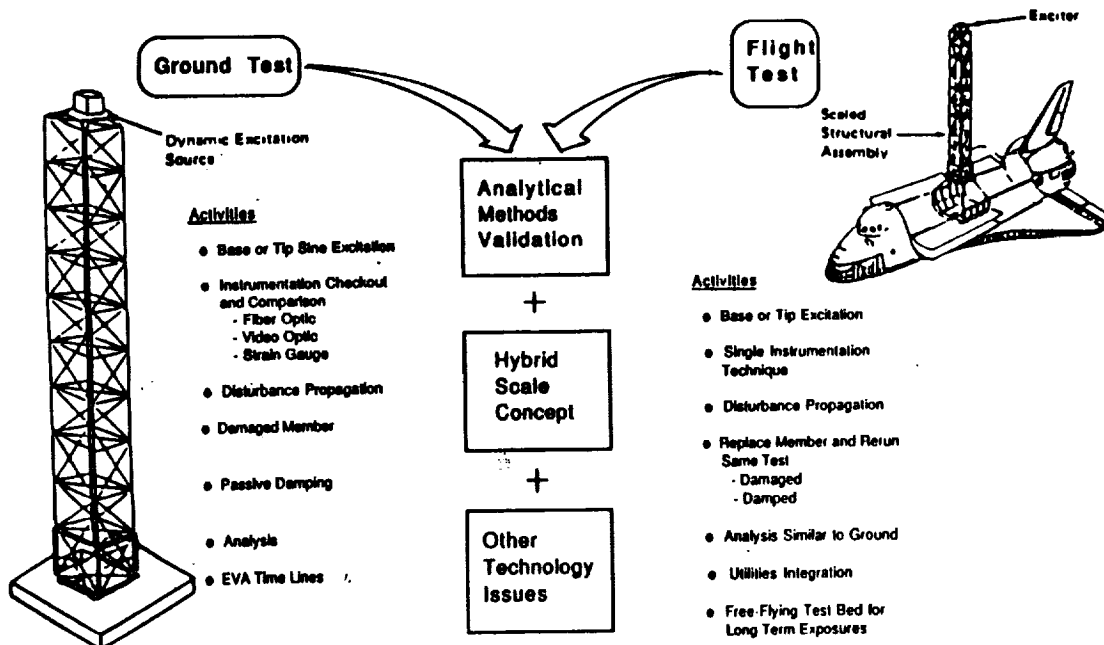 Ground Test
Dynamic Excitation
Source
Activities
• Base or Tip Sine Excitation
• Instrumentation Checkout
and Comparison
- Fiber Optic
- Video Optic
- Strain Gauge
• Disturbance Propagation
• Damaged Member
• Passive Damping
• Analysis
• EVA Time Lines
Analytical
Methods
Validation
+
Hybrid
Scale
Concept
+
Other
Technology
Issues
Flight
Test
Exciter
Scaled
Structural
Assembly
Activities
• Base or Tip Excitation
• Single Instrumentation
Technique
• Disturbance Propagation
• Replace Member and Rerun
Same Test
- Damaged
- Damped
• Analysis Similar to Ground
• Utilities Integration
• Free-Flying Test Bed for
Long Term Exposures